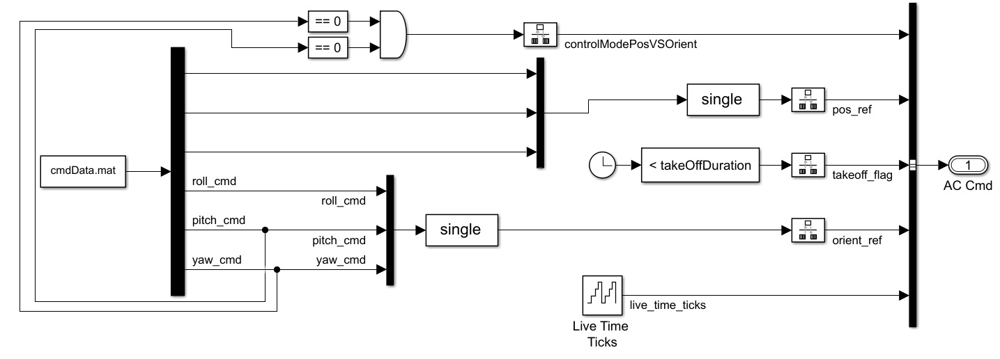 == 0
== 0
controlModePosVSOrient
single
pos_ref
cmdData.mat
< takeOffDuration
takeoff_flag
1
AC Cmd
roll_cmd
roll_cmd
pitch_cmd
pitch_cmd
single
orient_ref
yaw_cmd
yaw_cmd
live_time_ticks
Live Time
Ticks